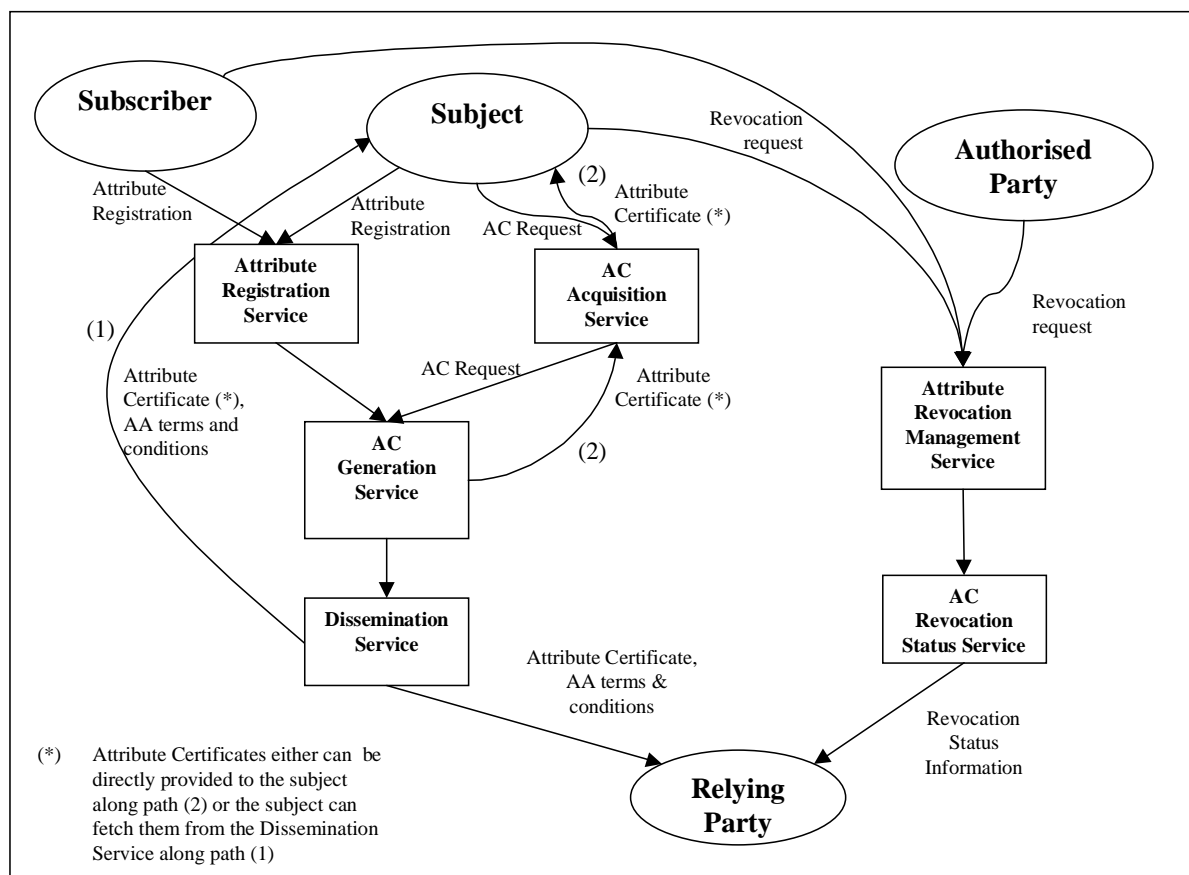 Subscriber
Subject
Authorised
Party
Revocation
request
(2)
Attribute
Registration
Attribute
Registration
AC Request
Attribute
Certificate (*)
Attribute
Registration
Service
AC
Acquisition
Service
Revocation
request
(1)
Attribute
Certificate (*),
AA terms and
conditions
AC Request
Attribute
Certificate (*)
Attribute
Revocation
Management
Service
AC
Generation
Service
(2)
Dissemination
Service
AC
Revocation
Status Service
Attribute Certificate,
AA terms &
conditions
Revocation
Status
Information
Relying
Party
(*) Attribute Certificates either can be
directly provided to the subject
along path (2) or the subject can
fetch them from the Dissemination
Service along path (1)